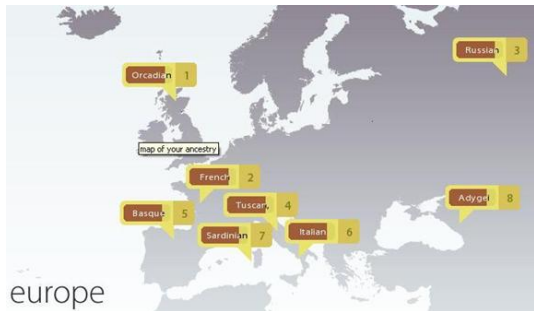 Russian 3
Orcadian 1
map of your ancestry
French 2
Adygei 8
Tuscan 4
Basque 5
Italian 6
Sardinian 7
europe